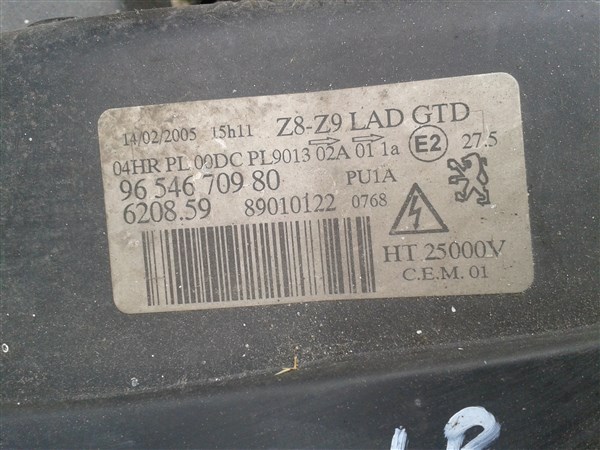 14/02/2005 15h11 Z8-Z9 LAD GTD
04HR PL 00DC PL9013 02A 01 1a E2 27.5
96 546 709 80 PU1A
6208.59 89010122 0768
HT 25000V
C.E.M. 01